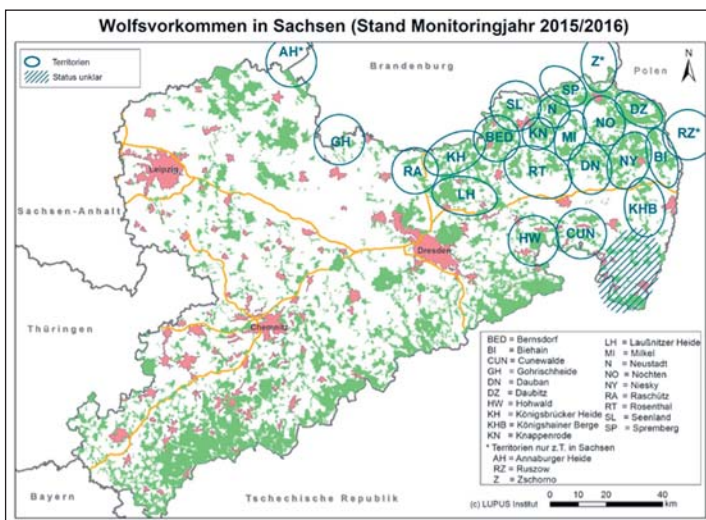 Wolfsvorkommen in Sachsen (Stand Monitoringjahr 2015/2016)
Territorien
Status unklar
AH*
Brandenburg
Z*
Polen
N
SP
SL
N
DZ
NO
RZ*
GH
BED
KN
MI
KH
RA
RT
DN
NY
BI
Leipzig
LH
KHB
Sachsen-Anhalt
HW
CUN
Dresden
Thüringen
Chemnitz
BED = Bernsdorf
BI = Biehain
CUN = Cunewalde
GH = Gohrischheide
DN = Dauban
DZ = Daubitz
HW = Hohwald
KH = Königsbrücker Heide
KHB = Königshainer Berge
KN = Knappenrode
LH = Laußnitzer Heide
MI = Milkel
N = Neustadt
NO = Nochten
NY = Niesky
RA = Raschütz
RT = Rosenthal
SL = Seenland
SP = Spremberg
* Territorien nur z.T. in Sachsen
AH = Annaburger Heide
RZ = Ruszow
Z = Zschorno
Bayern
Tschechische Republik
(c) LUPUS Institut
0 10 20 40
km